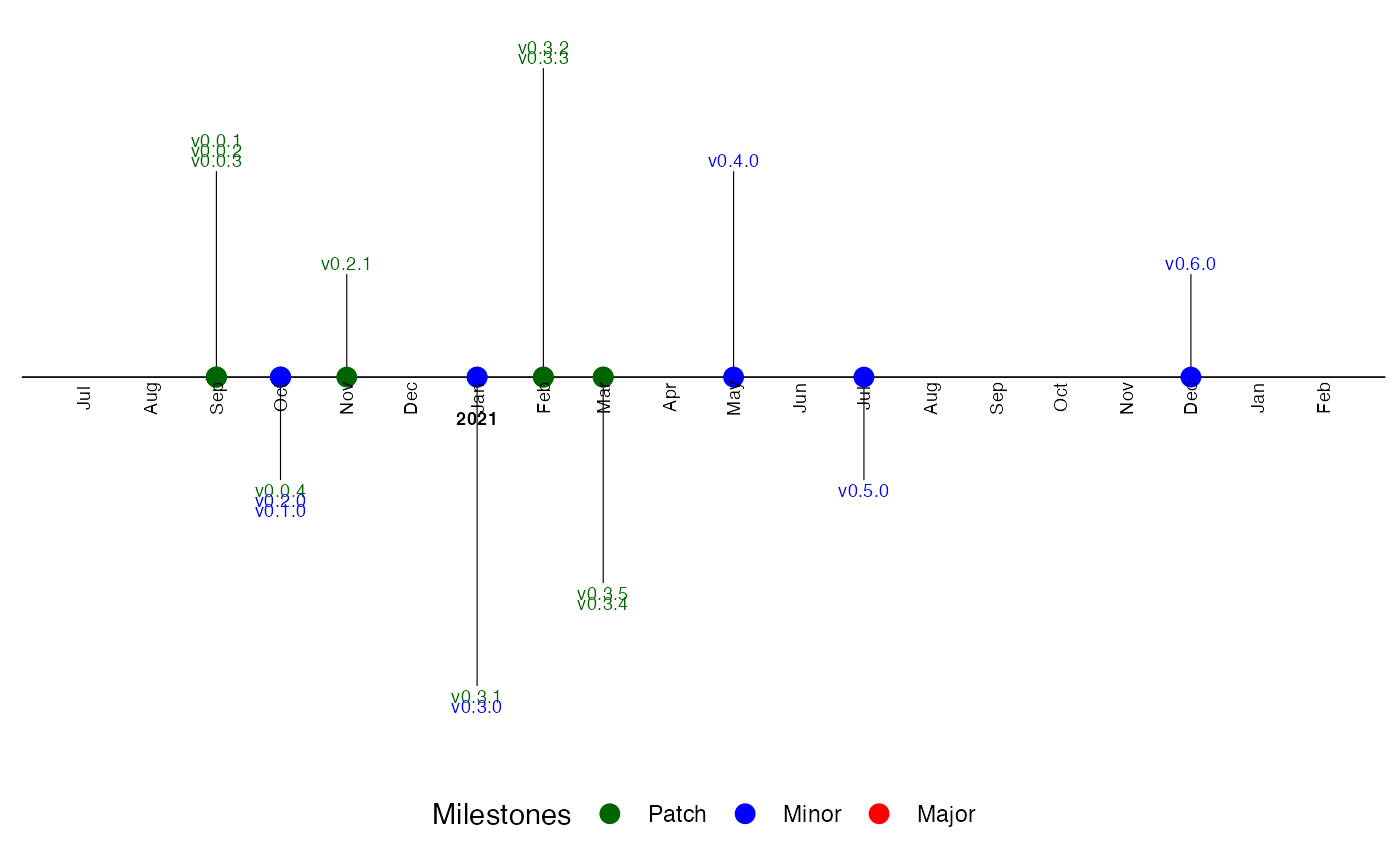 v0.3.2
v0.3.3
v0.0.1
v0.0.2
v0.0.3
v0.4.0
v0.2.1
v0.6.0
Jul Aug Sep Oct Nov Dec Jan Feb Mar Apr May Jun Jul Aug Sep Oct Nov Dec Jan Feb
2021
v0.0.4
v0.2.0
v0.1.0
v0.5.0
v0.3.5
v0.3.4
v0.3.1
v0.3.0
Milestones Patch Minor Major